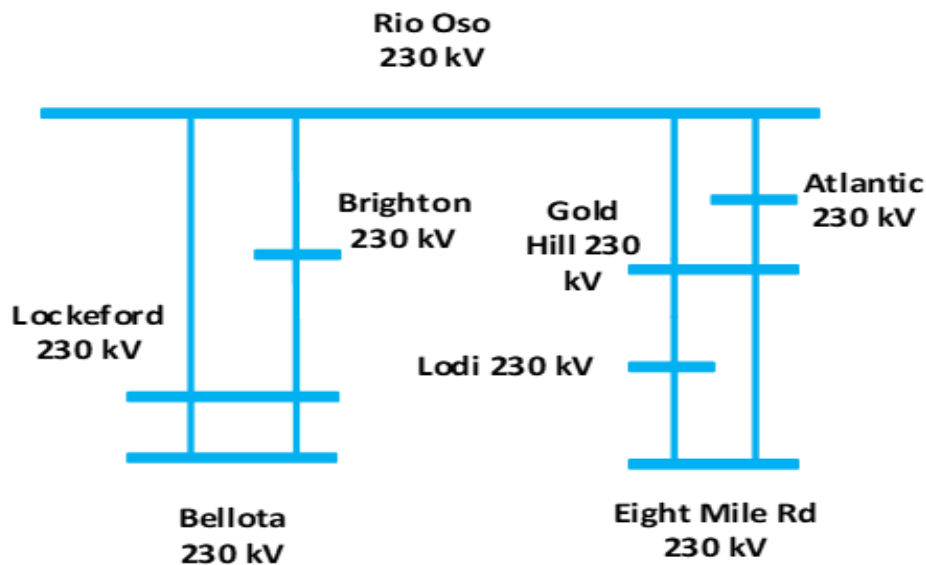 Rio Oso
230 kV
Atlantic
230 kV
Brighton
230 kV
Gold
Hill 230
kV
Lockeford
230 kV
Lodi 230 kV
Bellota
230 kV
Eight Mile Rd
230 kV